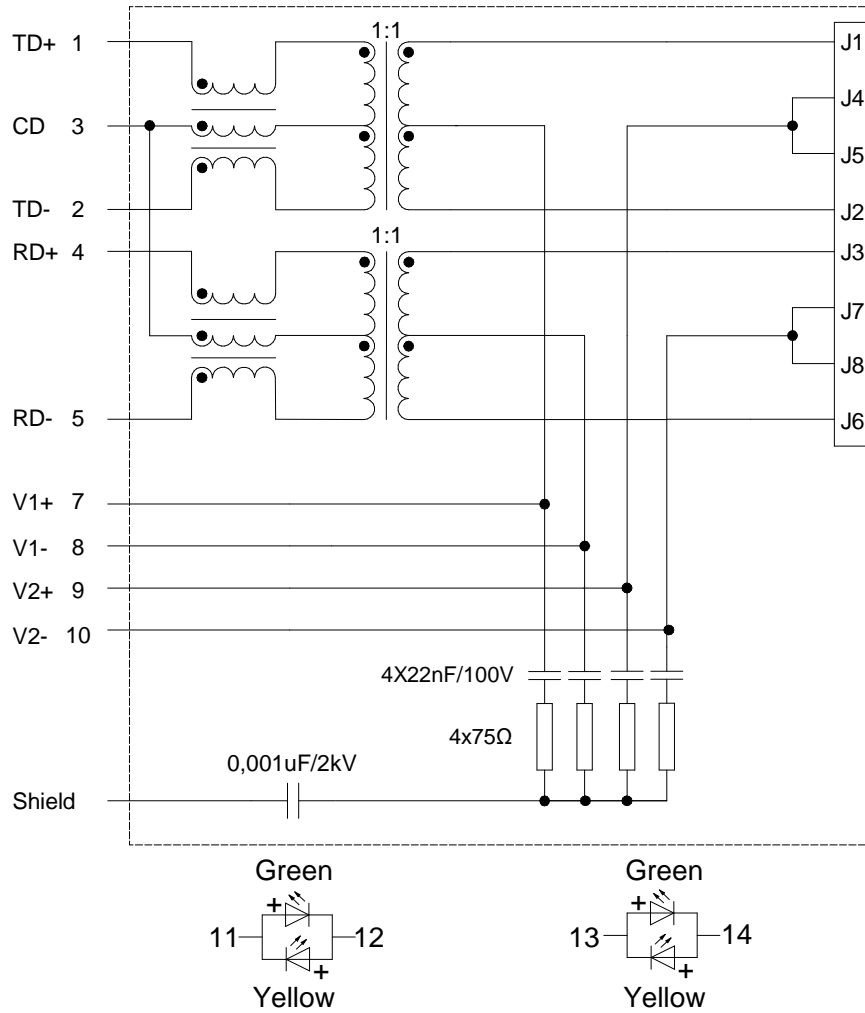 1:1
TD+ 1
J1
J4
CD 3
J5
TD- 2
J2
1:1
RD+ 4
J3
J7
J8
RD- 5
J6
V1+ 7
V1- 8
V2+ 9
V2- 10
4X22nF/100V
4x75Ω
0,001uF/2kV
Shield
Green
Green
+
+
11
12
13
14
+
+
Yellow
Yellow